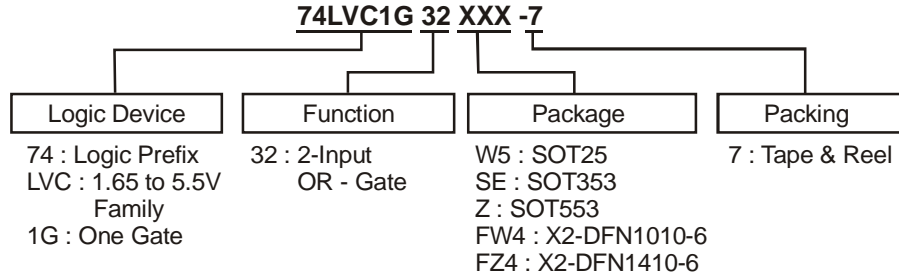 74LVC1G 32 XXX -7
Logic Device
Function
Package
Packing
74 : Logic Prefix
LVC : 1.65 to 5.5V
Family
1G : One Gate
32 : 2-Input
OR - Gate
W5 : SOT25
SE : SOT353
Z : SOT553
FW4 : X2-DFN1010-6
FZ4 : X2-DFN1410-6
7 : Tape & Reel